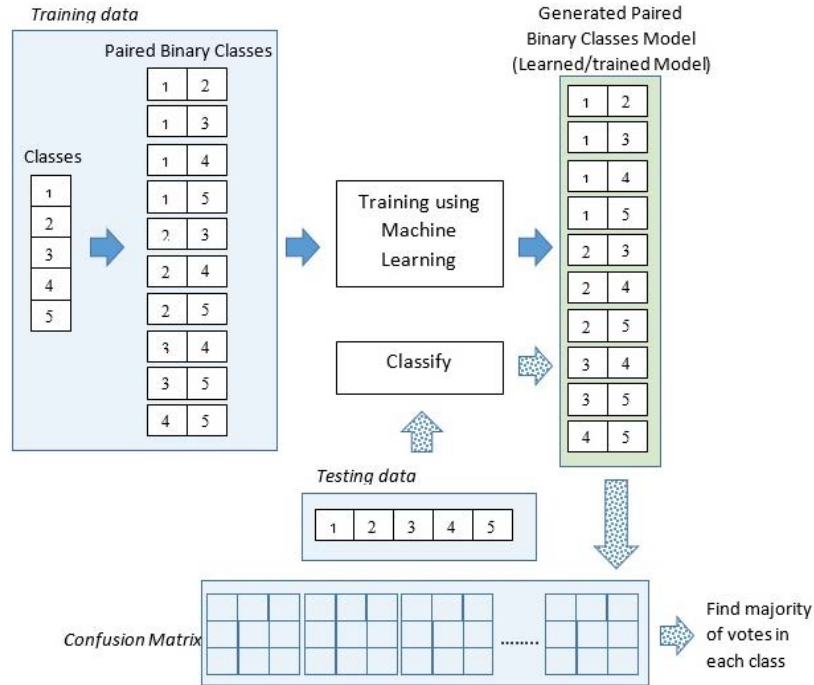 Training data
Paired Binary Classes
1 2
1 3
1 4
1 5
2 3
2 4
2 5
3 4
3 5
4 5
Classes
1
2
3
4
5
Training using
Machine
Learning
Generated Paired
Binary Classes Model
(Learned/trained Model)
1 2
1 3
1 4
1 5
2 3
2 4
2 5
3 4
3 5
4 5
Classify
Testing data
1 2 3 4 5
Confusion Matrix
........
Find majority
of votes in
each class